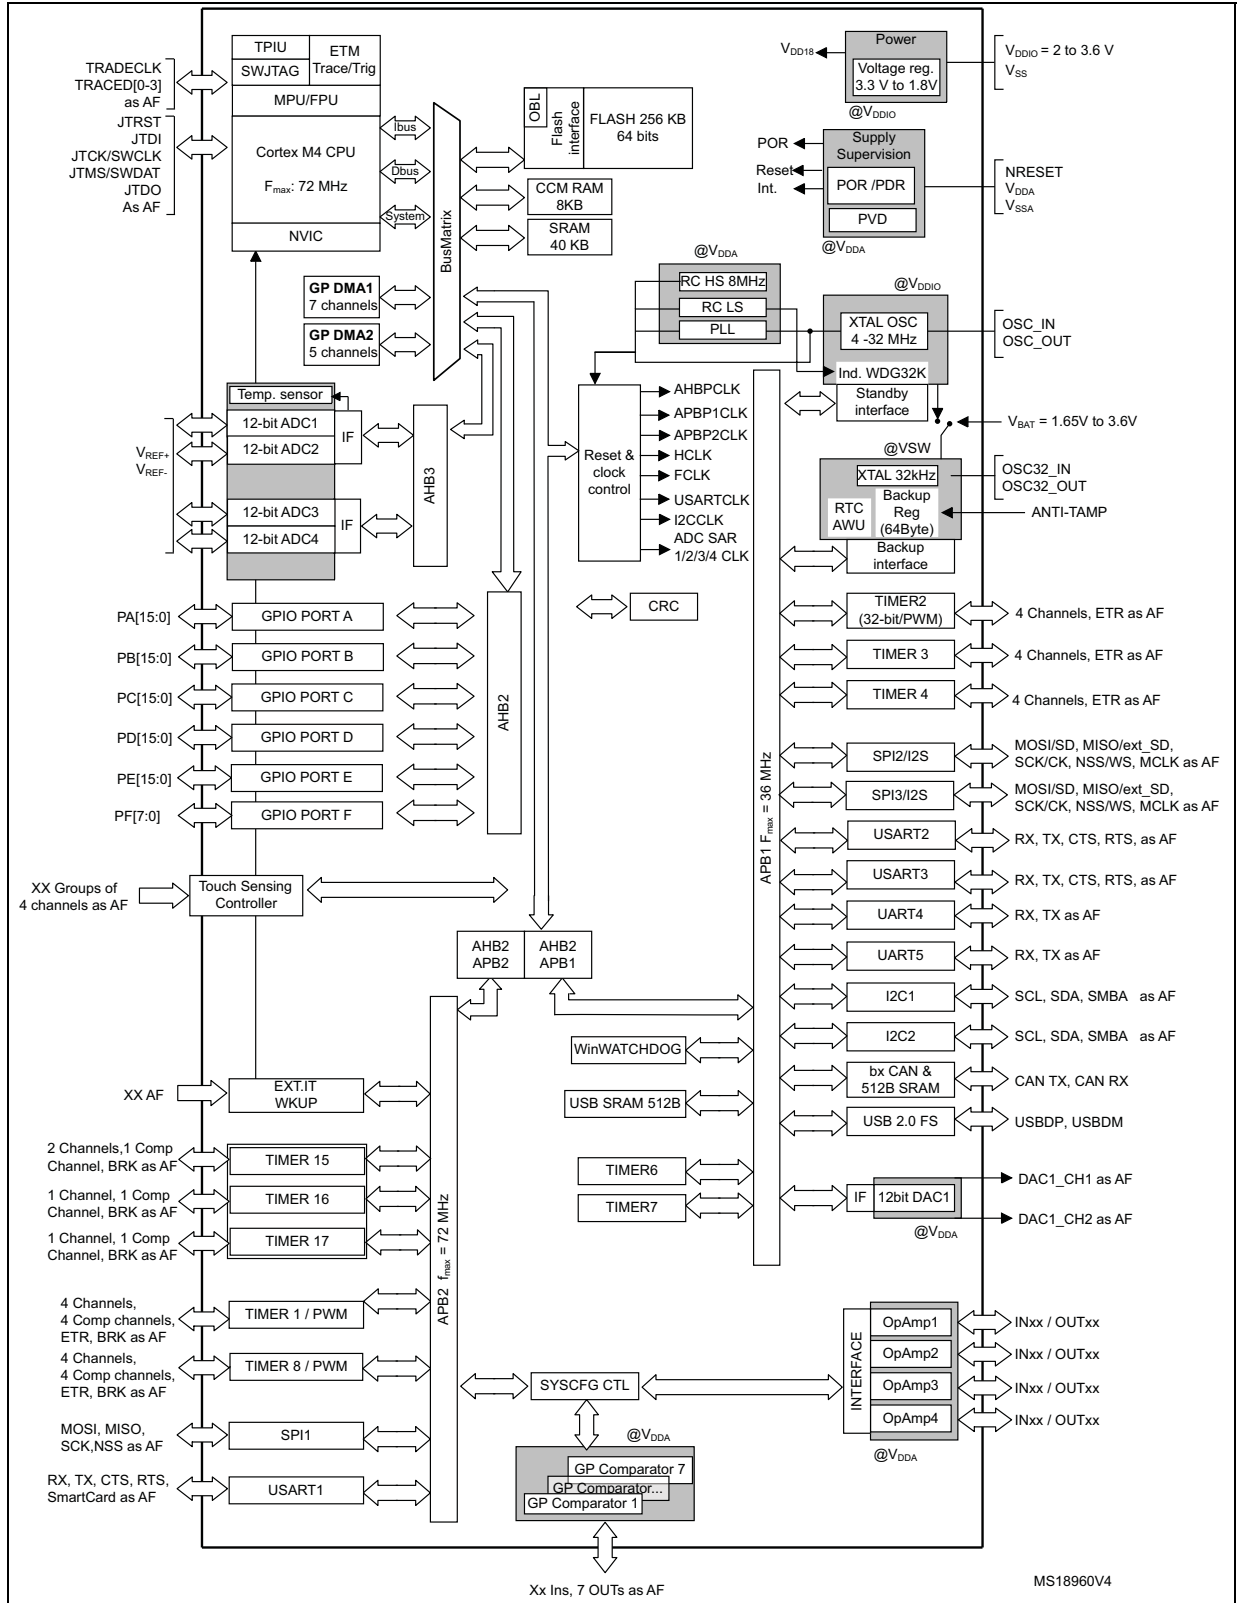 TRADECLK
TRACED[0-3]
as AF
JTRST
JTDI
JTCK/SWCLK
JTMS/SWDAT
JTDO
As AF
TPIU
SWJTAG
ETM
Trace/Trig
MPU/FPU
Cortex M4 CPU
Fmax: 72 MHz
NVIC
Ibus
Dbus
System
BusMatrix
OBL
Flash
interface
FLASH 256 KB
64 bits
CCM RAM
8KB
SRAM
40 KB
GP DMA1
7 channels
GP DMA2
5 channels
VDD18
Power
Voltage reg.
3.3 V to 1.8V
@VDDIO
VDDIO = 2 to 3.6 V
VSS
POR
Reset
Int.
Supply
Supervision
POR /PDR
PVD
@VDDA
NRESET
VDDA
VSSA
@VDDA
RC HS 8MHz
RC LS
PLL
@VDDIO
XTAL OSC
4 -32 MHz
Ind. WDG32K
Standby
interface
OSC_IN
OSC_OUT
VBAT = 1.65V to 3.6V
@VSW
XTAL 32kHz
RTC
AWU
Backup
Reg
(64Byte)
Backup
interface
OSC32_IN
OSC32_OUT
ANTI-TAMP
Reset &
clock
control
AHBPCLK
APBP1CLK
APBP2CLK
HCLK
FCLK
USARTCLK
I2CCLK
ADC SAR
1/2/3/4 CLK
Temp. sensor
12-bit ADC1
12-bit ADC2
IF
VREF+
VREF-
12-bit ADC3
12-bit ADC4
IF
AHB3
PA[15:0]
GPIO PORT A
PB[15:0]
GPIO PORT B
PC[15:0]
GPIO PORT C
PD[15:0]
GPIO PORT D
PE[15:0]
GPIO PORT E
PF[7:0]
GPIO PORT F
AHB2
CRC
XX Groups of
4 channels as AF
Touch Sensing
Controller
AHB2
APB2
AHB2
APB1
APB1 Fmax = 36 MHz
TIMER2
(32-bit/PWM)
4 Channels, ETR as AF
TIMER 3
4 Channels, ETR as AF
TIMER 4
4 Channels, ETR as AF
SPI2/I2S
MOSI/SD, MISO/ext_SD,
SCK/CK, NSS/WS, MCLK as AF
SPI3/I2S
MOSI/SD, MISO/ext_SD,
SCK/CK, NSS/WS, MCLK as AF
USART2
RX, TX, CTS, RTS, as AF
USART3
RX, TX, CTS, RTS, as AF
UART4
RX, TX as AF
UART5
RX, TX as AF
I2C1
SCL, SDA, SMBA as AF
I2C2
SCL, SDA, SMBA as AF
bx CAN &
512B SRAM
CAN TX, CAN RX
USB 2.0 FS
USBDP, USBDM
IF
12bit DAC1
@VDDA
DAC1_CH1 as AF
DAC1_CH2 as AF
WinWATCHDOG
USB SRAM 512B
TIMER6
TIMER7
XX AF
EXT.IT
WKUP
2 Channels,1 Comp
Channel, BRK as AF
TIMER 15
1 Channel, 1 Comp
Channel, BRK as AF
TIMER 16
1 Channel, 1 Comp
Channel, BRK as AF
TIMER 17
4 Channels,
4 Comp channels,
ETR, BRK as AF
TIMER 1 / PWM
4 Channels,
4 Comp channels,
ETR, BRK as AF
TIMER 8 / PWM
MOSI, MISO,
SCK,NSS as AF
SPI1
RX, TX, CTS, RTS,
SmartCard as AF
USART1
APB2 fmax = 72 MHz
SYSCFG CTL
@VDDA
GP Comparator 7
GP Comparator...
GP Comparator 1
Xx Ins, 7 OUTs as AF
INTERFACE
OpAmp1
INxx / OUTxx
OpAmp2
INxx / OUTxx
OpAmp3
INxx / OUTxx
OpAmp4
INxx / OUTxx
@VDDA
MS18960V4